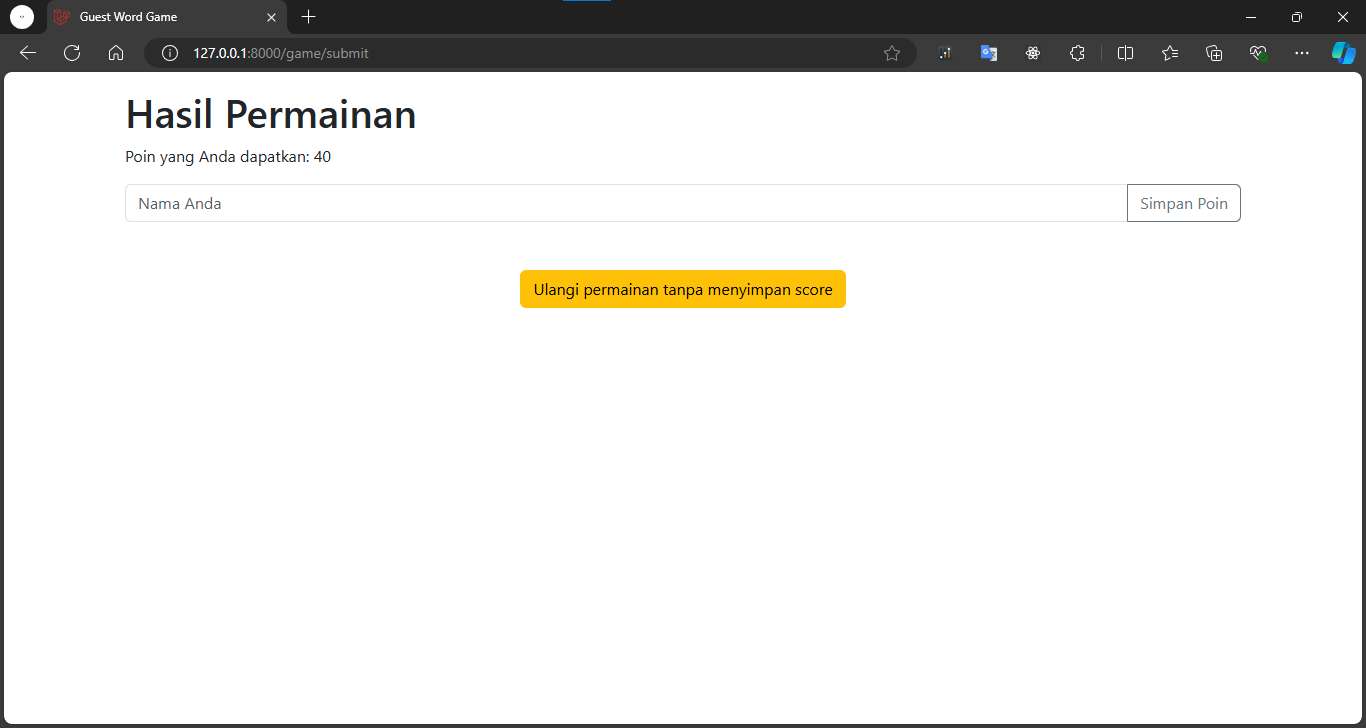 Guest Word Game
127.0.0.1:8000/game/submit
Hasil Permainan
Poin yang Anda dapatkan: 40
Nama Anda
Simpan Poin
Ulangi permainan tanpa menyimpan score